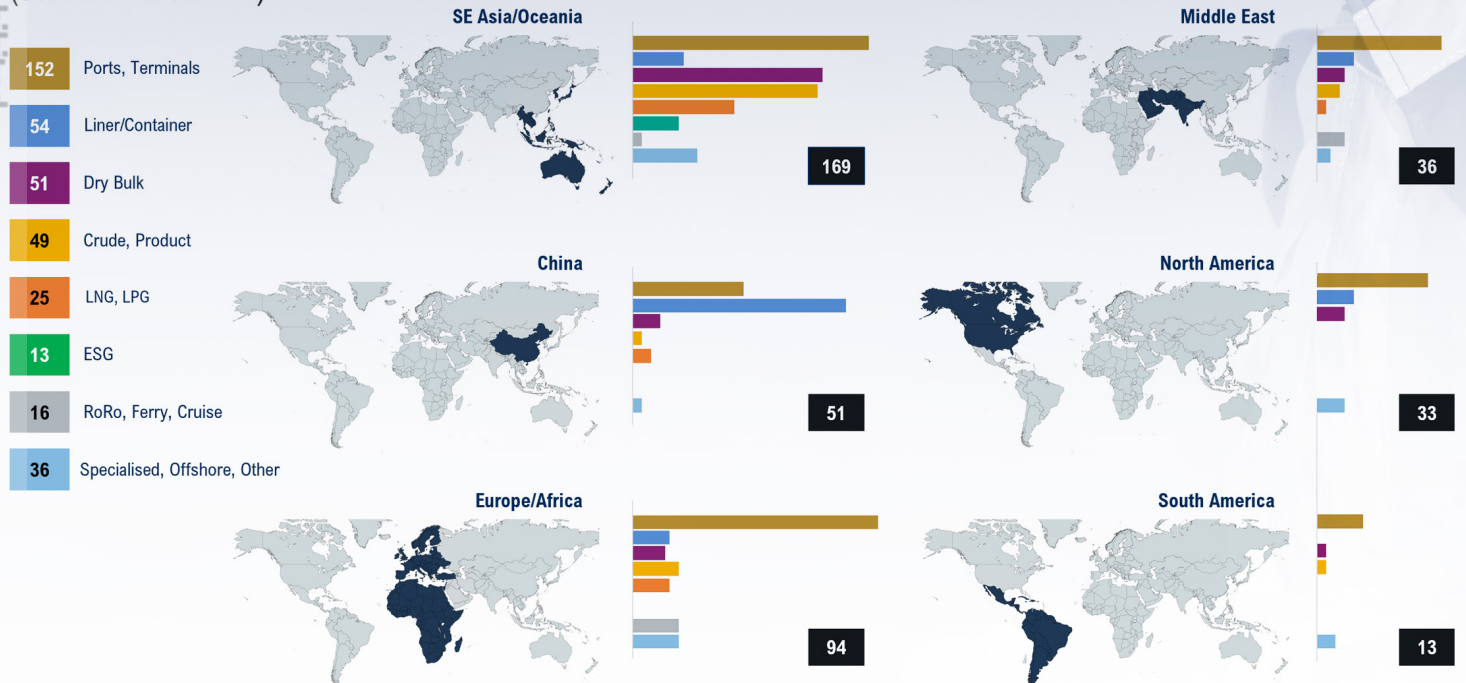 152 Ports, Terminals
54 Liner/Container
51 Dry Bulk
49 Crude, Product
25 LNG, LPG
13 ESG
16 RoRo, Ferry, Cruise
36 Specialised, Offshore, Other
SE Asia/Oceania
169
Middle East
36
China
51
North America
33
Europe/Africa
94
South America
13